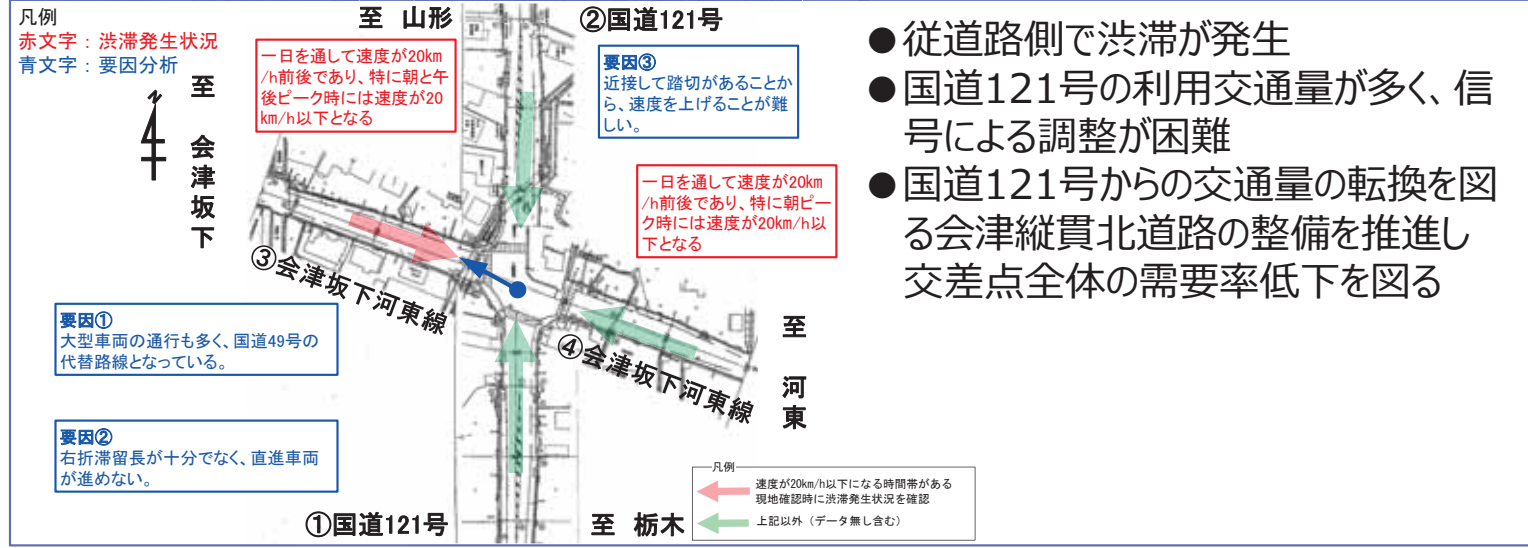 凡例
赤文字：渋滞発生状況
青文字：要因分析
至 山形
②国道121号
一日を通して速度が20km
/h前後であり、特に朝と午
後ピーク時には速度が20
km/h以下となる
要因③
近接して踏切があることか
ら、速度を上げることが難
しい。
至 会津坂下
一日を通して速度が20km
/h前後であり、特に朝ピー
ク時には速度が20km/h以
下となる
③会津坂下河東線
要因①
大型車両の通行も多く、国道49号の
代替路線となっている。
④会津坂下河東線
至 河東
要因②
右折滞留長が十分でなく、直進車両
が進めない。
①国道121号
至 栃木
凡例
速度が20km/h以下になる時間帯がある
現地確認時に渋滞発生状況を確認
上記以外（データ無し含む）
●従道路側で渋滞が発生
●国道121号の利用交通量が多く、信
号による調整が困難
●国道121号からの交通量の転換を図
る会津縦貫北道路の整備を推進し
交差点全体の需要率低下を図る